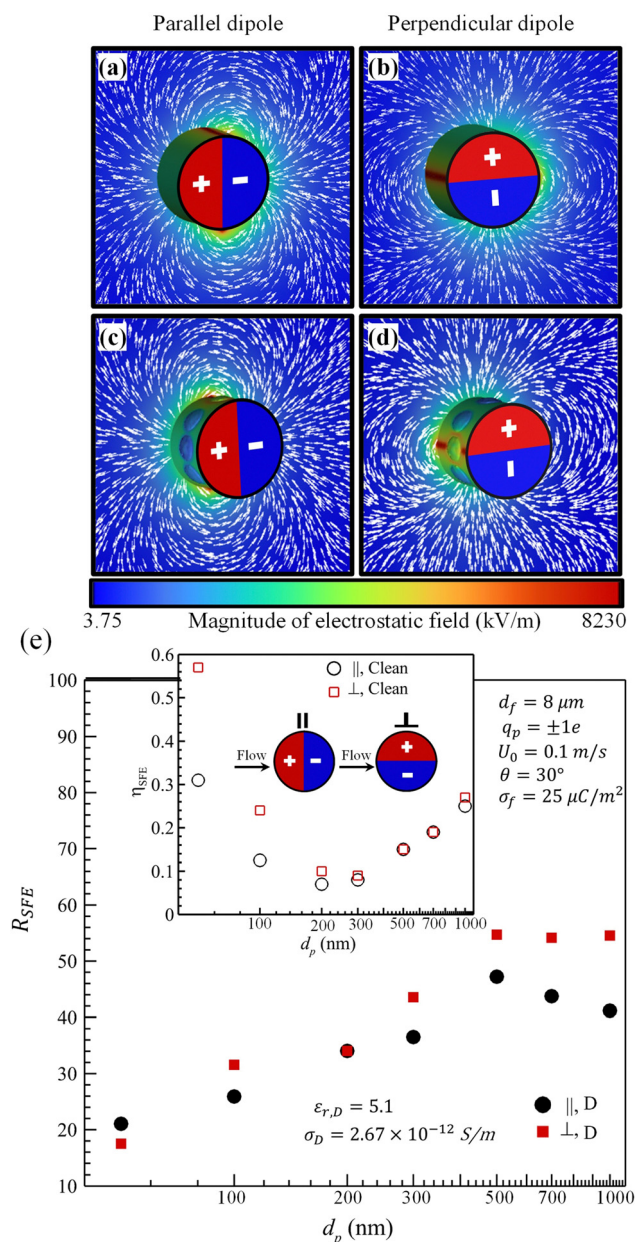 Parallel dipole
Perpendicular dipole
(a)
(b)
+ −
+
−
(c)
(d)
+ −
+
−
3.75 Magnitude of electrostatic field (kV/m) 8230
(e)
100
90
80
70
60
50
40
30
20
10
R_SFE
100 200 300 500 700 1000
d_p (nm)
0.6
0.4
0.3
0.2
0.1
0
η_SFE
100 200 300 500 700 1000
d_p (nm)
||, Clean
⊥, Clean
|| ⊥
Flow + − Flow +
−
d_f = 8 μm
q_p = ±1e
U_0 = 0.1 m/s
θ = 30°
σ_f = 25 μC/m²
ε_{r,D} = 5.1
σ_D = 2.67 × 10⁻¹² S/m
||, D
⊥, D